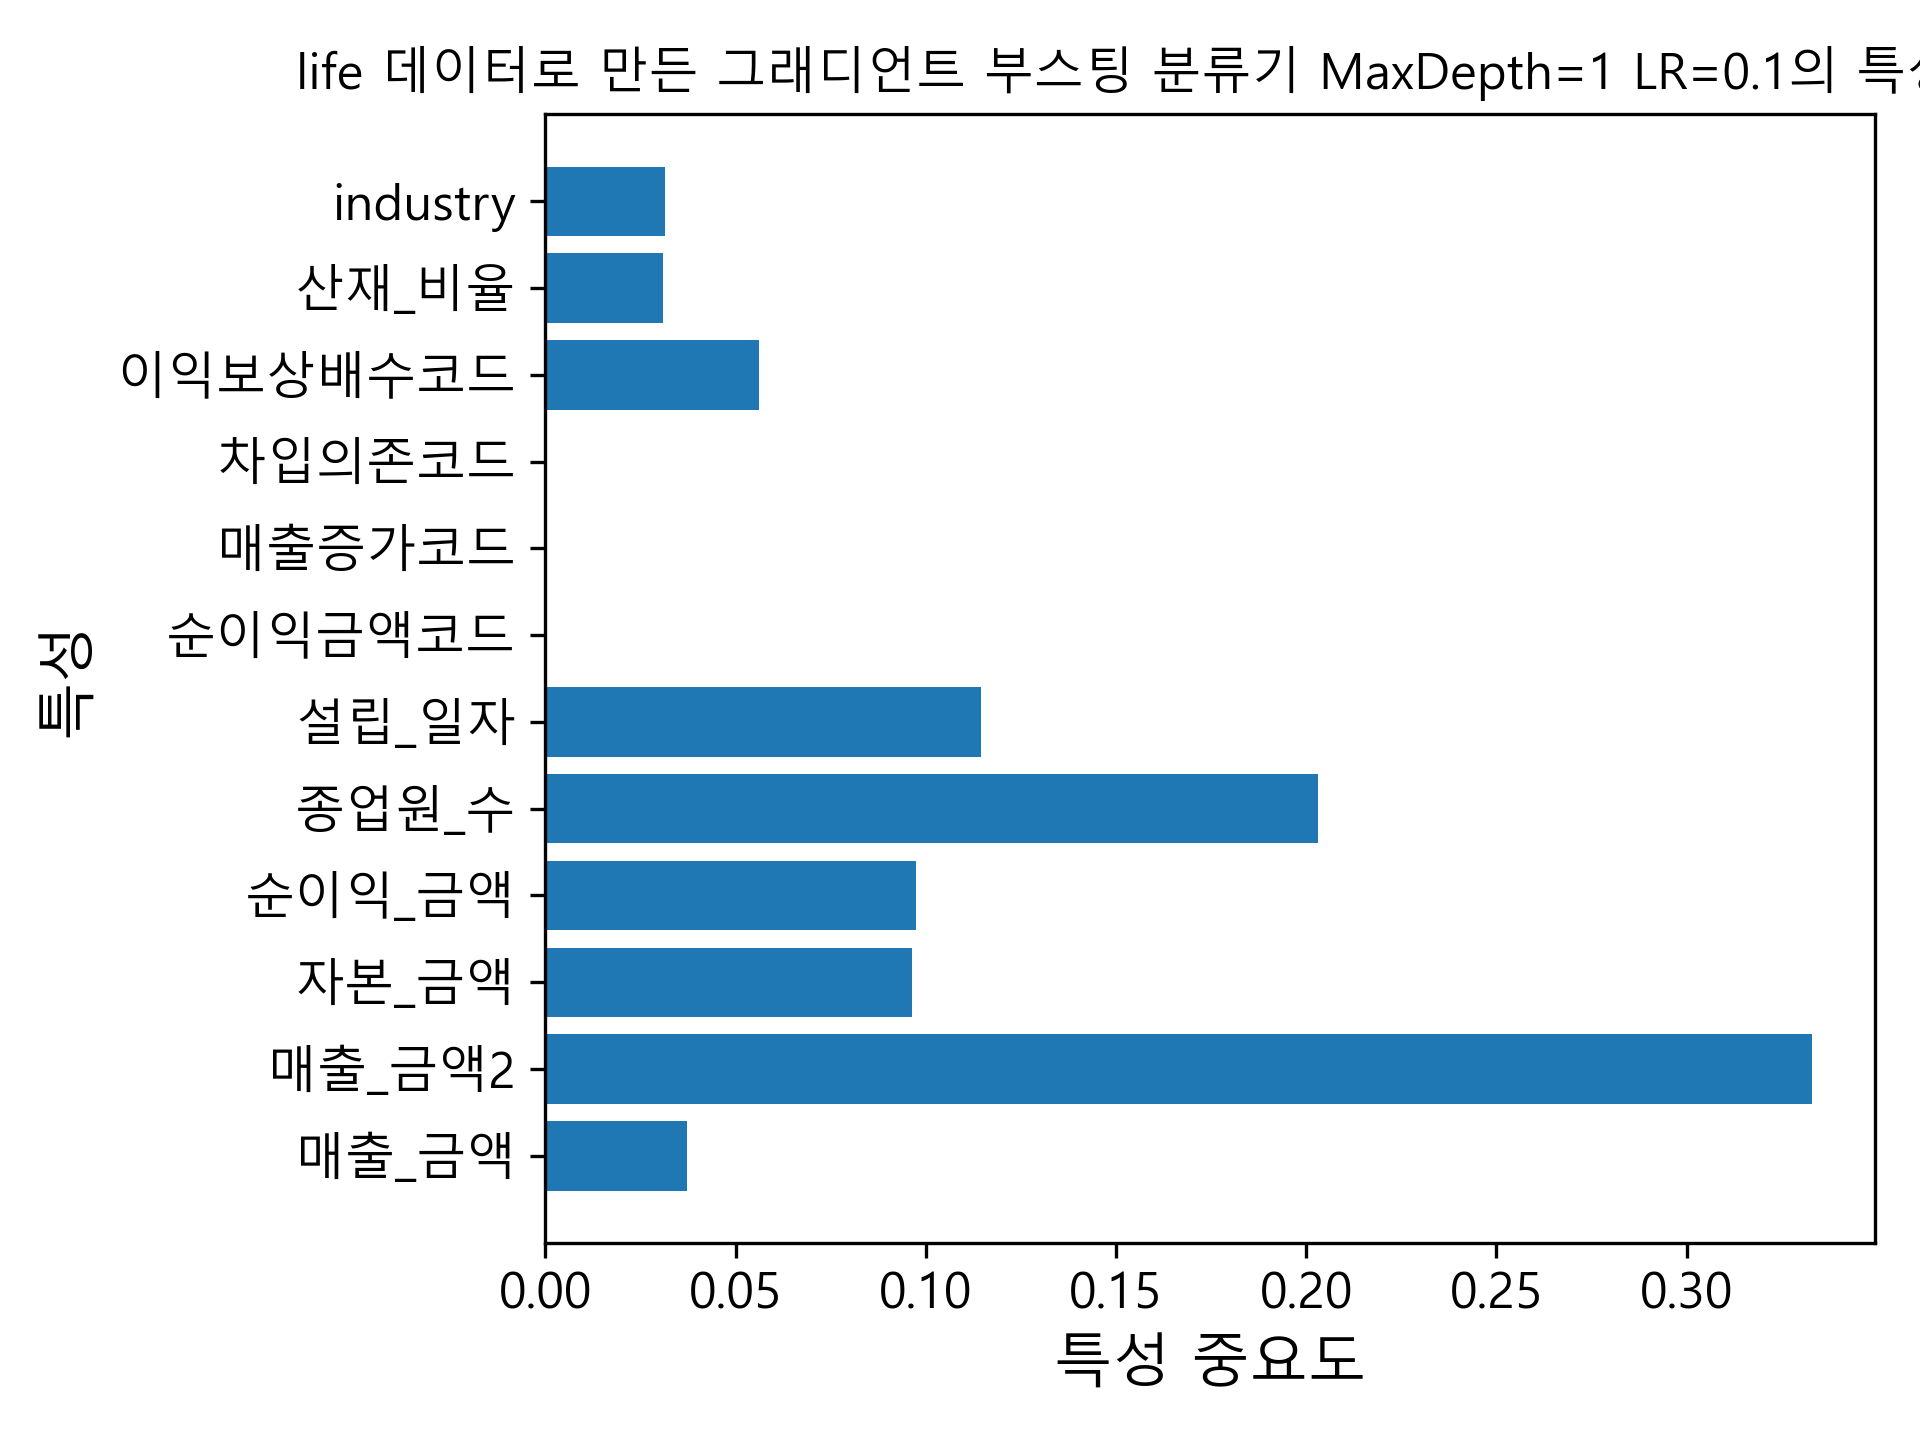 life 데이터로 만든 그래디언트 부스팅 분류기 MaxDepth=1 LR=0.1의
industry
산재_비율
이익보상배수코드
차입의존코드
매출증가코드
순이익금액코드
설립_일자
종업원_수
순이익_금액
자본_금액
매출_금액2
매출_금액
특성
0.00 0.05 0.10 0.15 0.20 0.25 0.30
특성 중요도